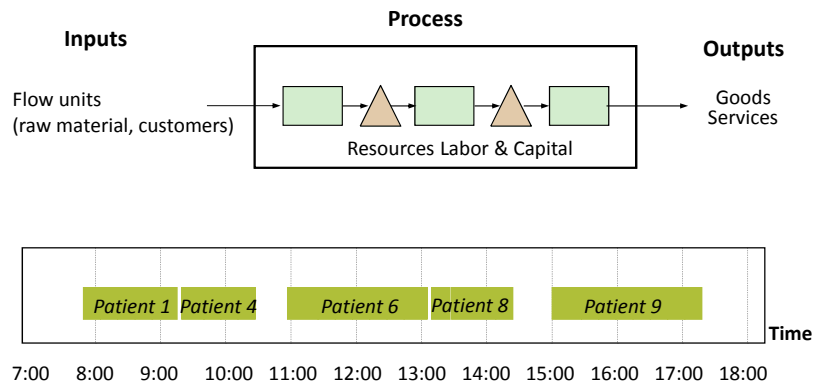 Process
Inputs
Outputs
Flow units
(raw material, customers)
Goods
Services
Resources Labor & Capital
Patient 1
Patient 4
Patient 6
Patient 8
Patient 9
Time
7:00
8:00
9:00
10:00
11:00
12:00
13:00
14:00
15:00
16:00
17:00
18:00